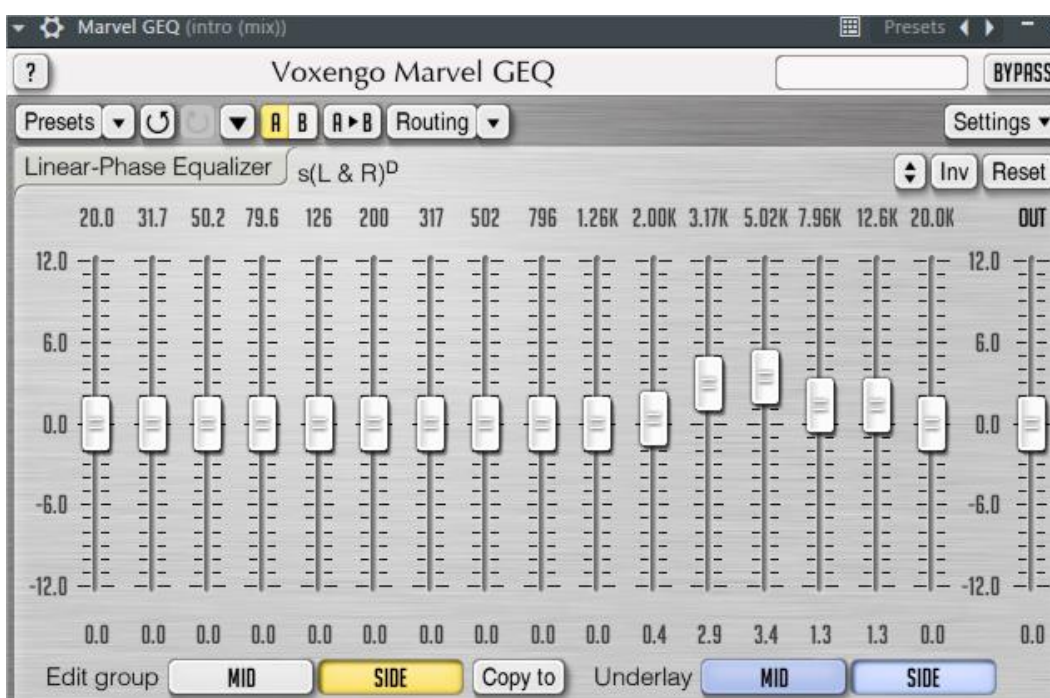 Marvel GEQ (intro (mix)) Presets
? Voxengo Marvel GEQ BYPASS
Presets A B A▸B Routing Settings
Linear-Phase Equalizer s(L & R)ᴰ Inv Reset
20.0 31.7 50.2 79.6 126 200 317 502 796 1.26K 2.00K 3.17K 5.02K 7.96K 12.6K 20.0K OUT
12.0 12.0
6.0 6.0
0.0 0.0
-6.0 -6.0
-12.0 -12.0
0.0 0.0 0.0 0.0 0.0 0.0 0.0 0.0 0.0 0.0 0.4 2.9 3.4 1.3 1.3 0.0 0.0
Edit group MID SIDE Copy to Underlay MID SIDE